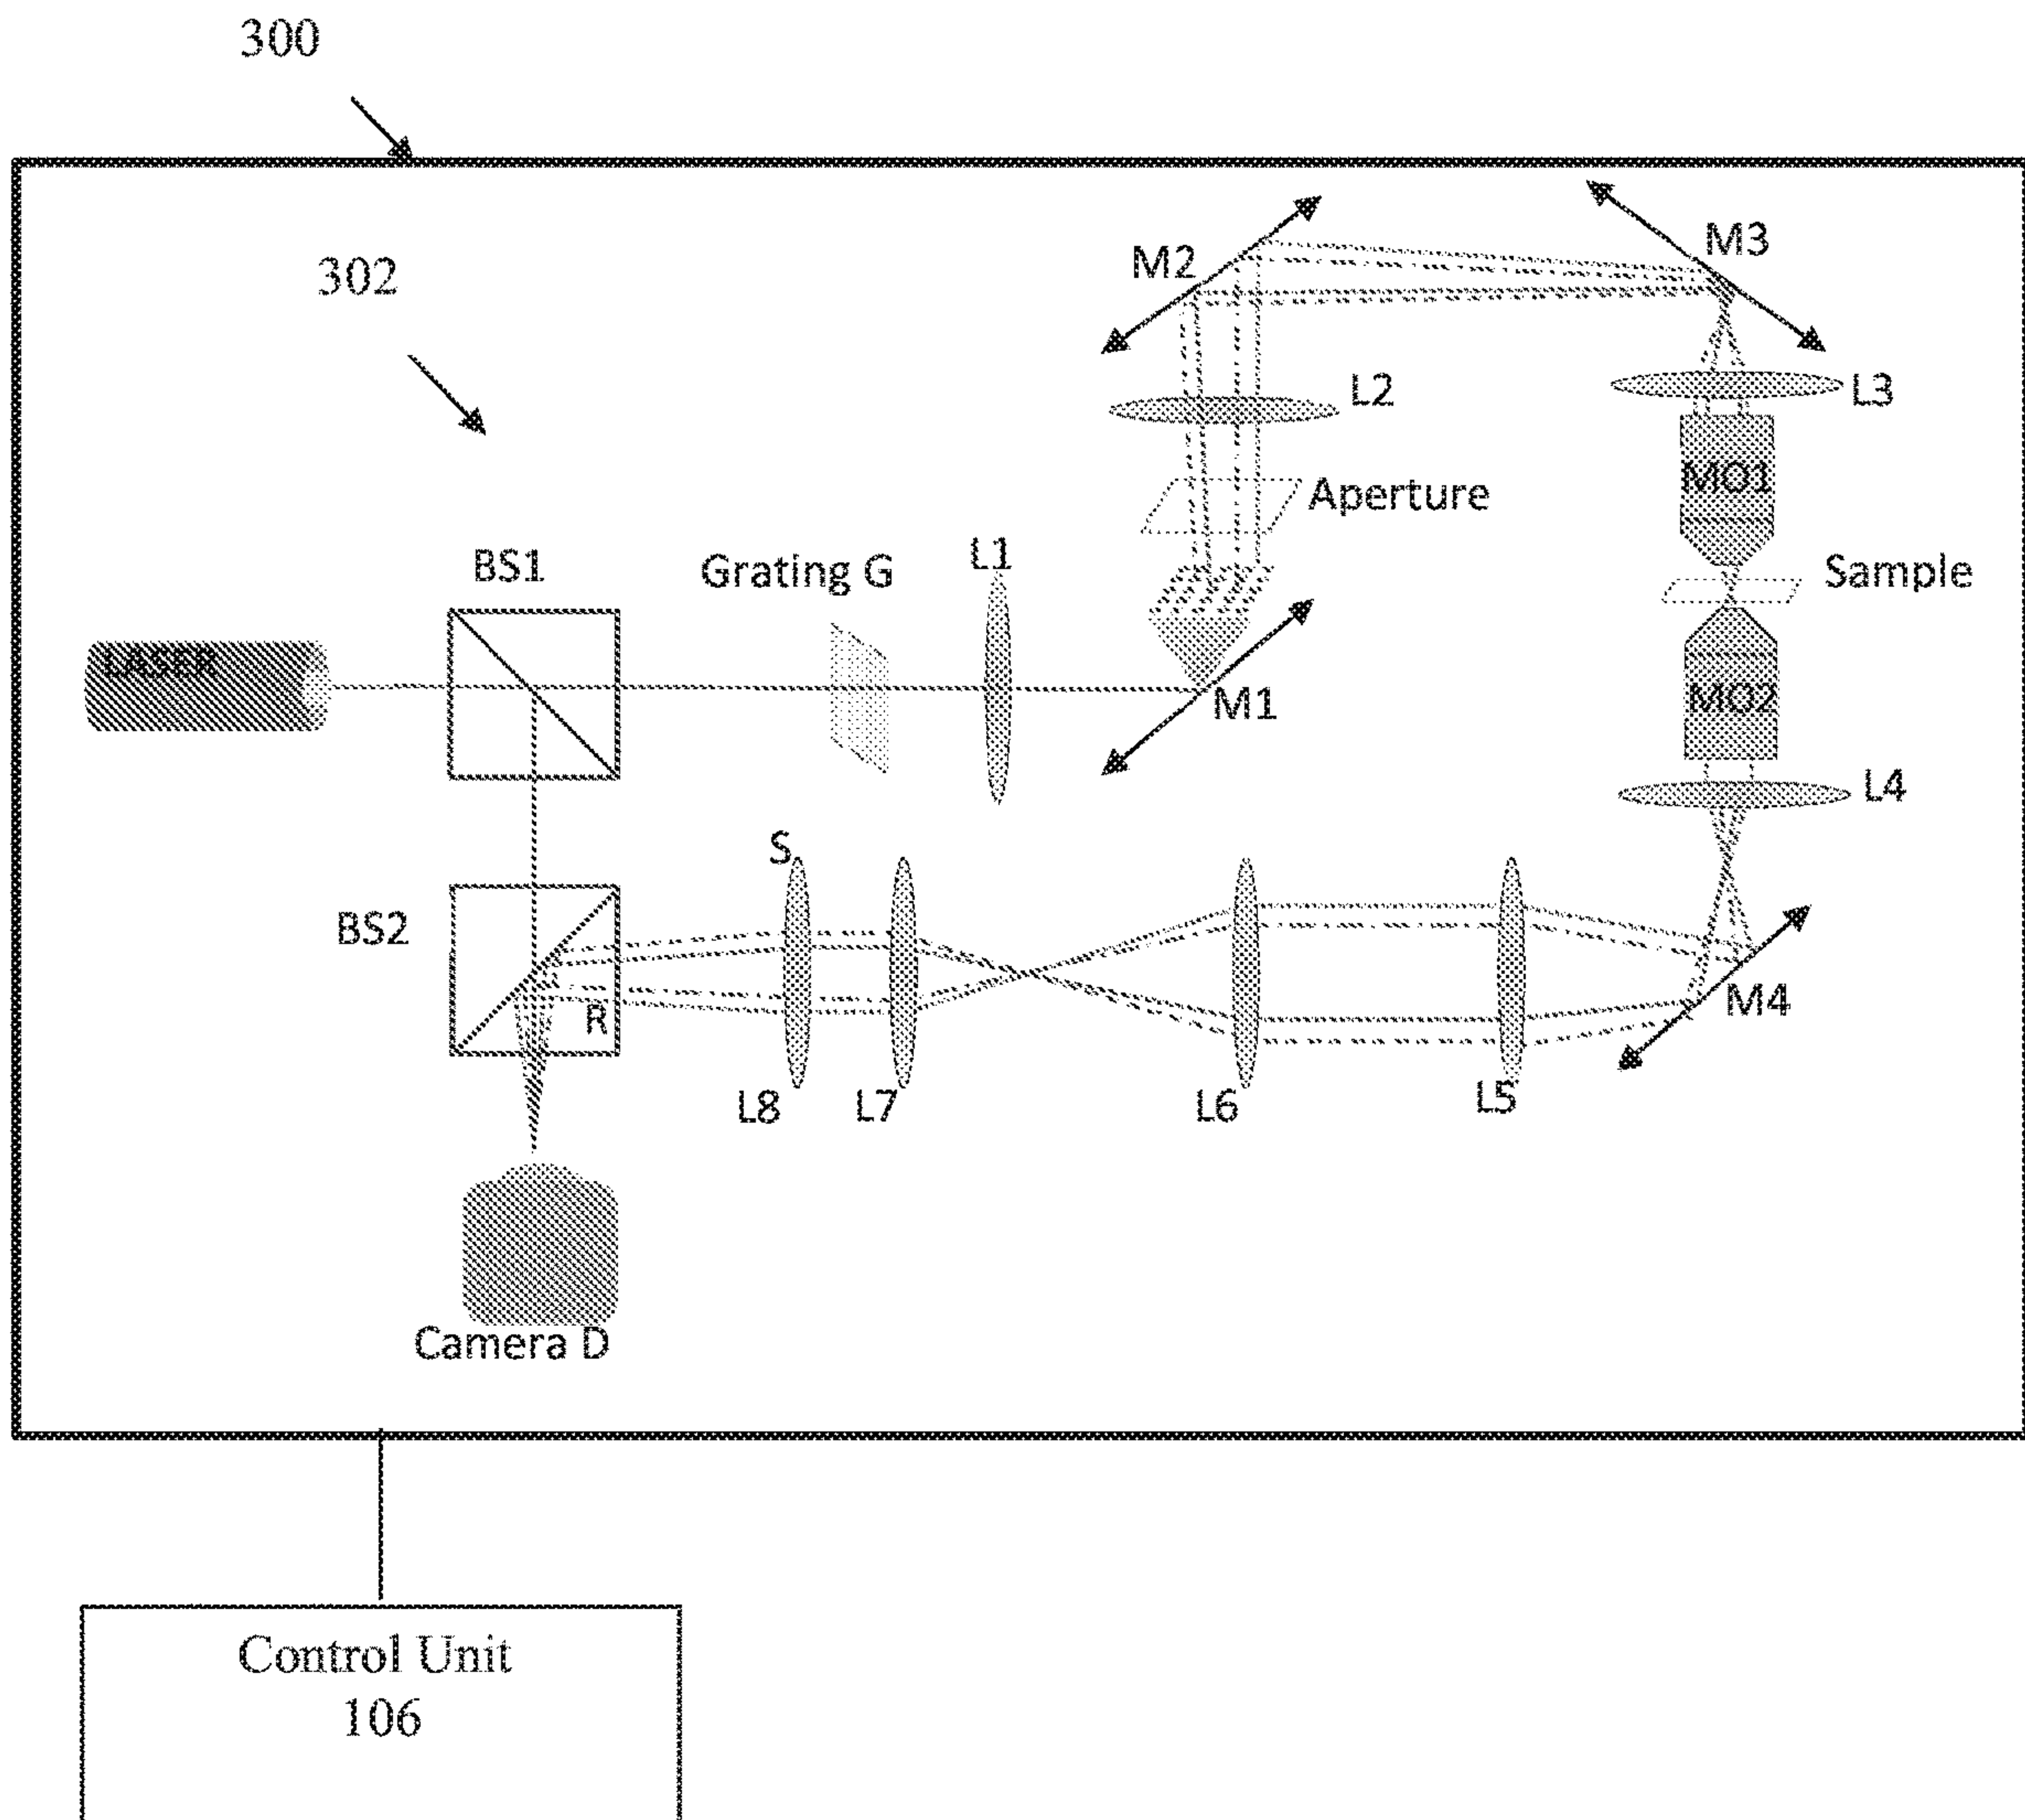 300
302
M2
M3
L2
L3
MO1
Aperture
BS1
Grating G
L1
Sample
LASER
M1
MO2
L4
S
BS2
R
M4
L8
L7
L6
L5
Camera D
Control Unit
106